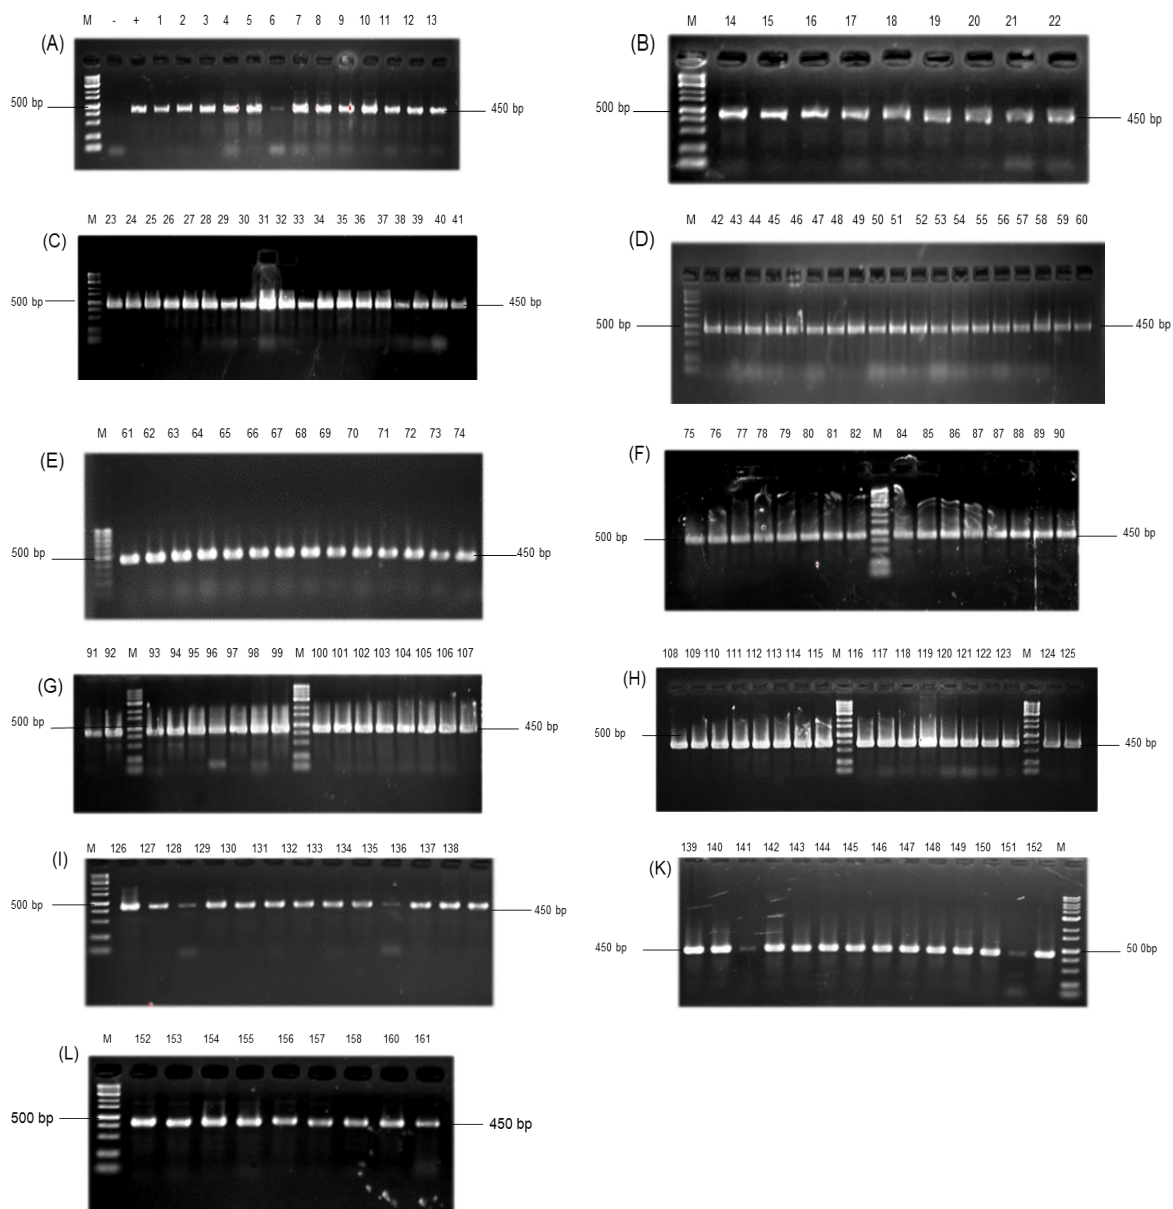 M - + 1 2 3 4 5 6 7 8 9 10 11 12 13
(A)
500 bp
450 bp
M 14 15 16 17 18 19 20 21 22
(B)
500 bp
450 bp
M 23 24 25 26 27 28 29 30 31 32 33 34 35 36 37 38 39 40 41
(C)
500 bp
450 bp
M 42 43 44 45 46 47 48 49 50 51 52 53 54 55 56 57 58 59 60
(D)
500 bp
450 bp
M 61 62 63 64 65 66 67 68 69 70 71 72 73 74
(E)
500 bp
450 bp
75 76 77 78 79 80 81 82 M 84 85 86 87 87 88 89 90
(F)
500 bp
450 bp
91 92 M 93 94 95 96 97 98 99 M 100 101 102 103 104 105 106 107
(G)
500 bp
450 bp
108 109 110 111 112 113 114 115 M 116 117 118 119 120 121 122 123 M 124 125
(H)
500 bp
450 bp
M 126 127 128 129 130 131 132 133 134 135 136 137 138
(I)
500 bp
450 bp
139 140 141 142 143 144 145 146 147 148 149 150 151 152 M
(K)
450 bp
50 0bp
M 152 153 154 155 156 157 158 160 161
(L)
500 bp
450 bp